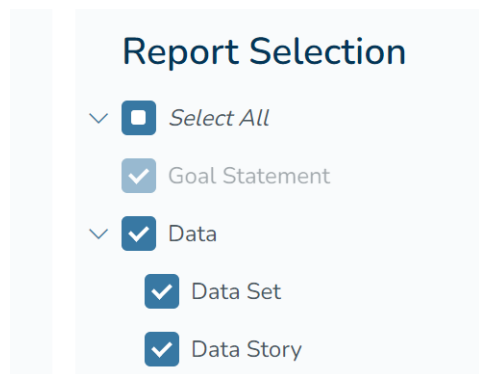 Report Selection
Select All
Goal Statement
Data
Data Set
Data Story